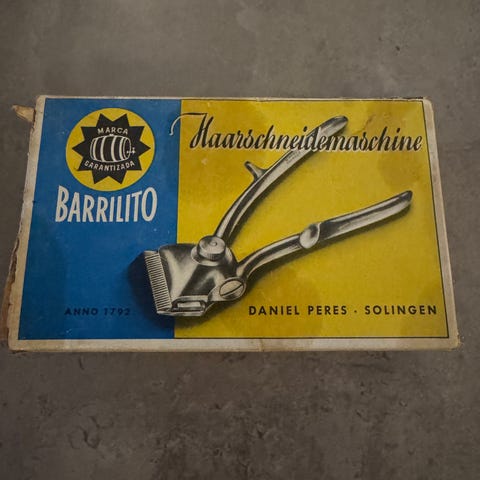 MARCA
GARANTIZADA
BARRILITO
ANNO 1792
Haarschneidemaschine
DANIEL PERES · SOLINGEN